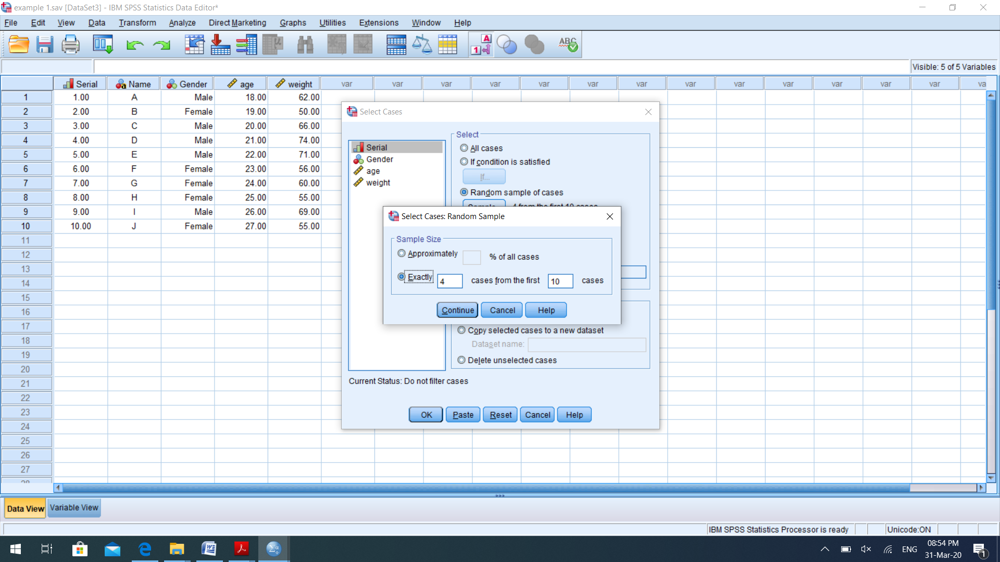 example 1.sav [DataSet3] - IBM SPSS Statistics Data Editor*
File Edit View Data Transform Analyze Direct Marketing Graphs Utilities Extensions Window Help
Visible: 5 of 5 Variables
Serial Name Gender age weight var var var var var var var var var var var var var va
1 1.00 A Male 18.00 62.00
2 2.00 B Female 19.00 50.00
3 3.00 C Male 20.00 66.00
4 4.00 D Male 21.00 74.00
5 5.00 E Male 22.00 71.00
6 6.00 F Female 23.00 56.00
7 7.00 G Female 24.00 60.00
8 8.00 H Female 25.00 55.00
9 9.00 I Male 26.00 69.00
10 10.00 J Female 27.00 55.00
11
12
13
14
15
16
17
18
19
20
21
22
23
24
25
26
27
28
Select Cases
Serial
Gender
age
weight
Select
All cases
If condition is satisfied
If...
Random sample of cases
Sample... 4 from the first 10 cases
Select Cases: Random Sample
Sample Size
Approximately % of all cases
Exactly 4 cases from the first 10 cases
Continue Cancel Help
Copy selected cases to a new dataset
Dataset name:
Delete unselected cases
Current Status: Do not filter cases
OK Paste Reset Cancel Help
Data View Variable View
IBM SPSS Statistics Processor is ready Unicode:ON
ENG 08:54 PM
31-Mar-20
1